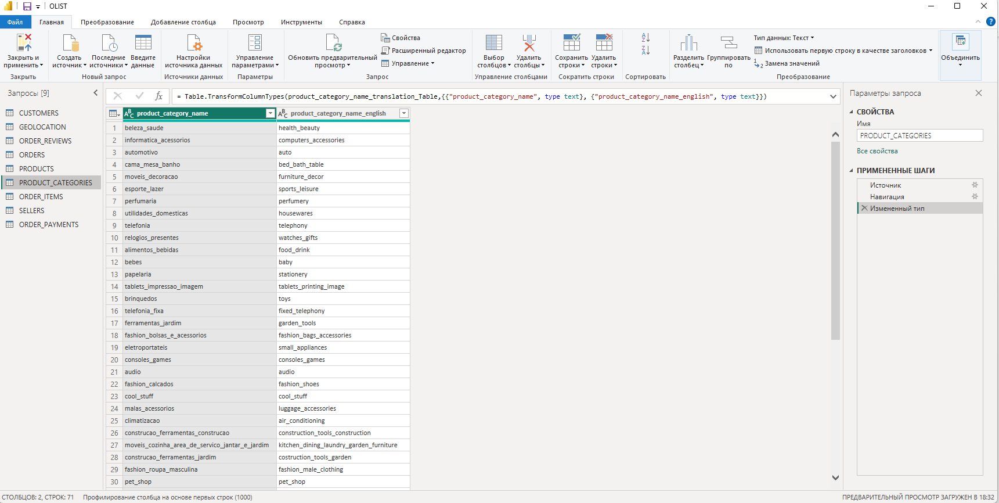 OLIST
Файл Главная Преобразование Добавление столбца Просмотр Инструменты Справка
Закрыть и применить
Закрыть
Создать источник Последние источники Введите данные
Новый запрос
Настройки источника данных
Источники данных
Управление параметрами
Параметры
Обновить предварительный просмотр
Свойства
Расширенный редактор
Управление
Запрос
Выбор столбцов Удалить столбцы
Управление столбцами
Сохранить строки Удалить строки
Сократить строки
Сортировать
Разделить столбец Группировать по
Тип данных: Текст
Использовать первую строку в качестве заголовков
Замена значений
Преобразование
Объединить
Запросы [9]
CUSTOMERS
GEOLOCATION
ORDER_REVIEWS
ORDERS
PRODUCTS
PRODUCT_CATEGORIES
ORDER_ITEMS
SELLERS
ORDER_PAYMENTS
= Table.TransformColumnTypes(product_category_name_translation_Table,{{"product_category_name", type text}, {"product_category_name_english", type text}})
product_category_name product_category_name_english
1 beleza_saude health_beauty
2 informatica_acessorios computers_accessories
3 automotivo auto
4 cama_mesa_banho bed_bath_table
5 moveis_decoracao furniture_decor
6 esporte_lazer sports_leisure
7 perfumaria perfumery
8 utilidades_domesticas housewares
9 telefonia telephony
10 relogios_presentes watches_gifts
11 alimentos_bebidas food_drink
12 bebes baby
13 papelaria stationery
14 tablets_impressao_imagem tablets_printing_image
15 brinquedos toys
16 telefonia_fixa fixed_telephony
17 ferramentas_jardim garden_tools
18 fashion_bolsas_e_acessorios fashion_bags_accessories
19 eletroportateis small_appliances
20 consoles_games consoles_games
21 audio audio
22 fashion_calcados fashion_shoes
23 cool_stuff cool_stuff
24 malas_acessorios luggage_accessories
25 climatizacao air_conditioning
26 construcao_ferramentas_construcao construction_tools_construction
27 moveis_cozinha_area_de_servico_jantar_e_jardim kitchen_dining_laundry_garden_furniture
28 construcao_ferramentas_jardim costruction_tools_garden
29 fashion_roupa_masculina fashion_male_clothing
30 pet_shop pet_shop
Параметры запроса
СВОЙСТВА
Имя
PRODUCT_CATEGORIES
Все свойства
ПРИМЕНЕННЫЕ ШАГИ
Источник
Навигация
Измененный тип
СТОЛБЦОВ: 2, СТРОК: 71 Профилирование столбца на основе первых строк (1000)
ПРЕДВАРИТЕЛЬНЫЙ ПРОСМОТР ЗАГРУЖЕН В 18:32